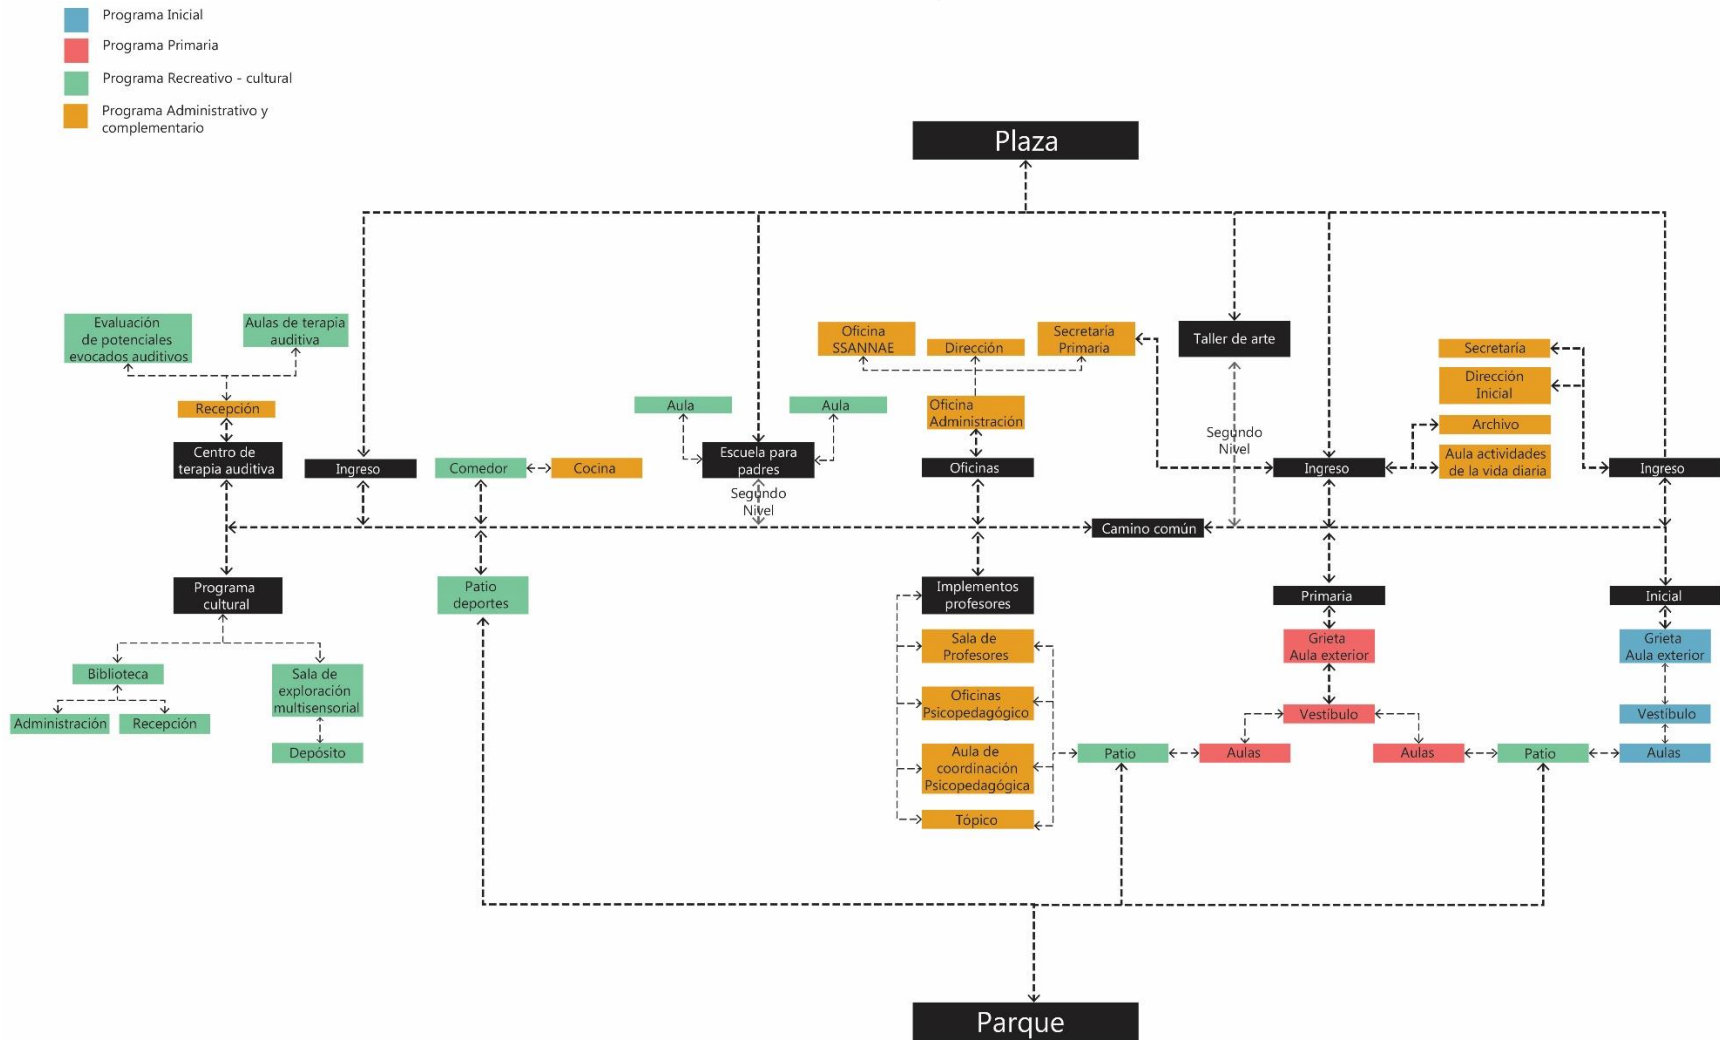 Programa Inicial
Programa Primaria
Programa Recreativo - cultural
Programa Administrativo y
complementario
Plaza
Evaluación
de potenciales
evocados auditivos
Aulas de terapia
auditiva
Recepción
Centro de
terapia auditiva
Ingreso
Comedor
Cocina
Aula
Aula
Escuela para
padres
Segundo
Nivel
Oficina
SSANNAE
Dirección
Secretaría
Primaria
Oficina
Administración
Oficinas
Taller de arte
Segundo
Nivel
Ingreso
Secretaría
Dirección
Inicial
Archivo
Aula actividades
de la vida diaria
Ingreso
Camino común
Programa
cultural
Biblioteca
Administración
Recepción
Sala de
exploración
multisensorial
Depósito
Patio
deportes
Implementos
profesores
Sala de
Profesores
Oficinas
Psicopedagógico
Aula de
coordinación
Psicopedagógica
Tópico
Primaria
Grieta
Aula exterior
Vestíbulo
Patio
Aulas
Aulas
Patio
Inicial
Grieta
Aula exterior
Vestíbulo
Aulas
Parque